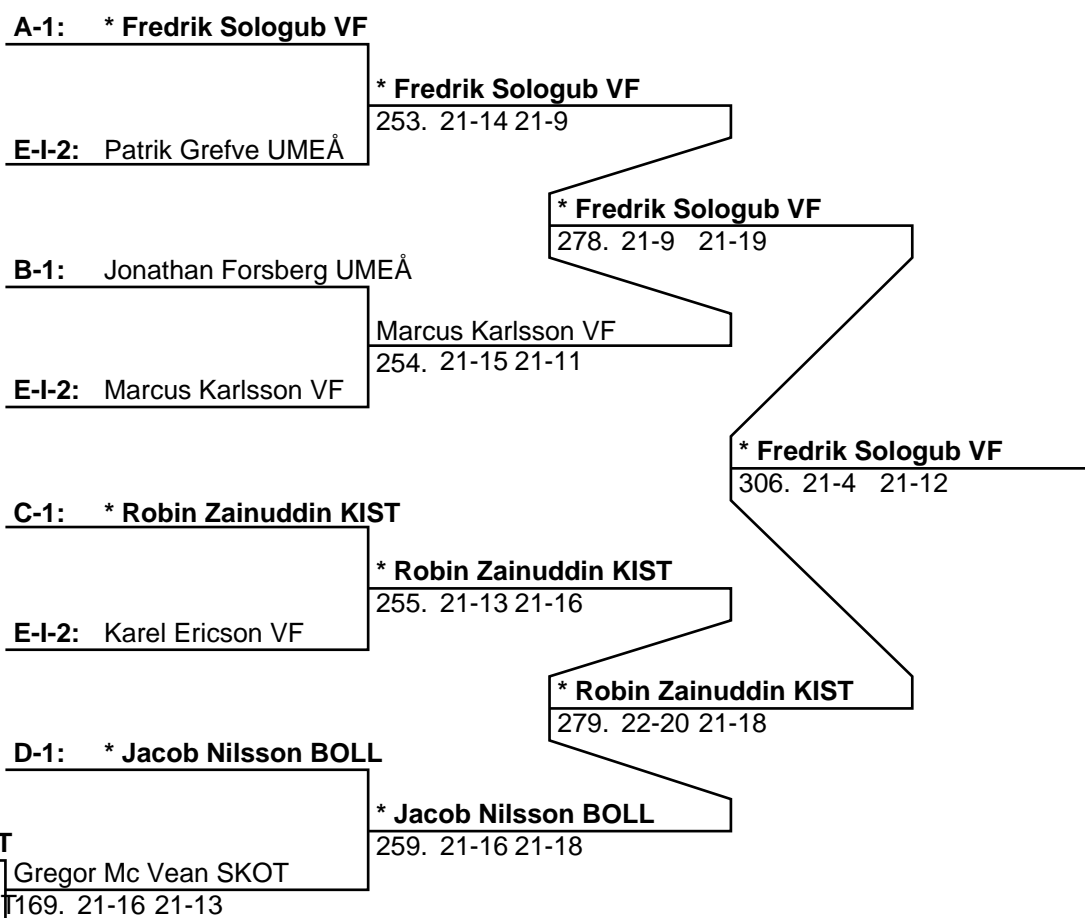 A-1: * Fredrik Sologub VF
* Fredrik Sologub VF
253. 21-14 21-9
E-I-2: Patrik Grefve UMEÅ
* Fredrik Sologub VF
278. 21-9 21-19
B-1: Jonathan Forsberg UMEÅ
Marcus Karlsson VF
254. 21-15 21-11
E-I-2: Marcus Karlsson VF
* Fredrik Sologub VF
306. 21-4 21-12
C-1: * Robin Zainuddin KIST
* Robin Zainuddin KIST
255. 21-13 21-16
E-I-2: Karel Ericson VF
* Robin Zainuddin KIST
279. 22-20 21-18
D-1: * Jacob Nilsson BOLL
* Jacob Nilsson BOLL
259. 21-16 21-18
T
Gregor Mc Vean SKOT
T
169. 21-16 21-13